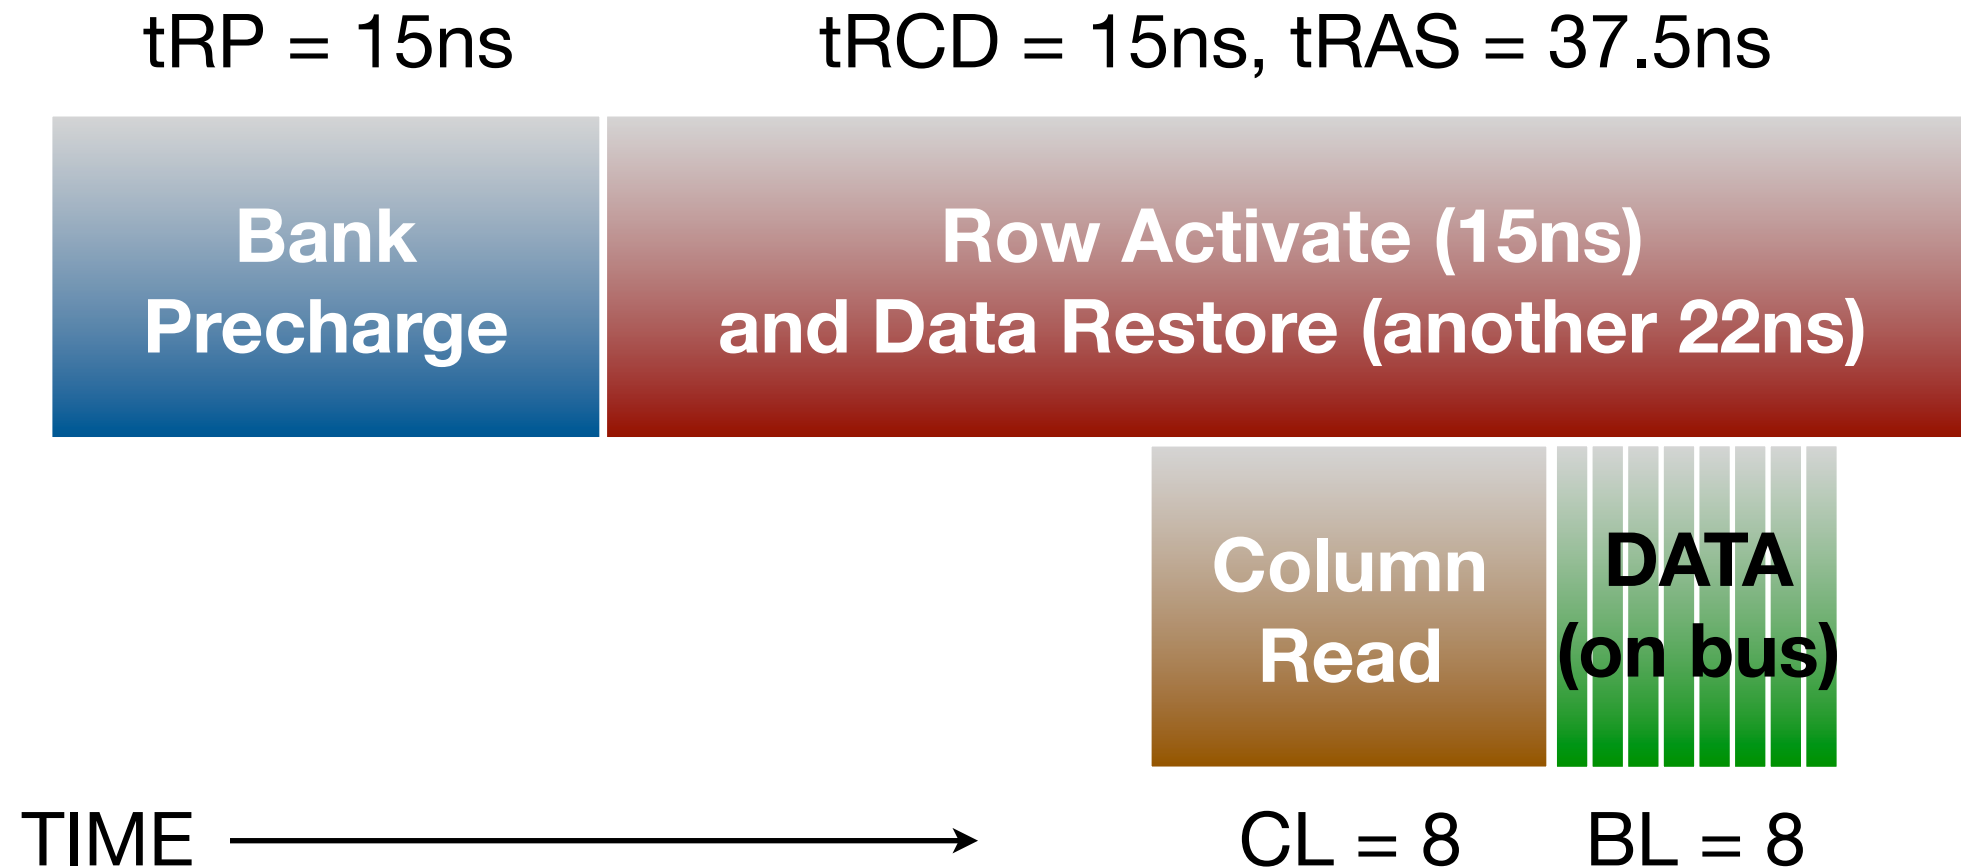 tRP = 15ns
tRCD = 15ns, tRAS = 37.5ns
Bank
Precharge
Row Activate (15ns)
and Data Restore (another 22ns)
Column
Read
DATA
(on bus)
TIME
CL = 8
BL = 8